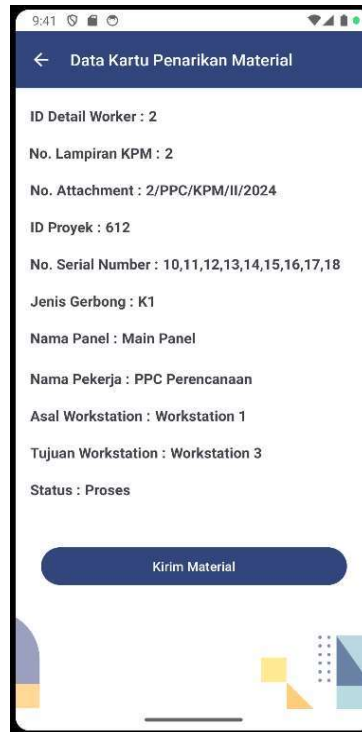 9:41
Data Kartu Penarikan Material
ID Detail Worker : 2
No. Lampiran KPM : 2
No. Attachment : 2/PPC/KPM/II/2024
ID Proyek : 612
No. Serial Number : 10,11,12,13,14,15,16,17,18
Jenis Gerbong : K1
Nama Panel : Main Panel
Nama Pekerja : PPC Perencanaan
Asal Workstation : Workstation 1
Tujuan Workstation : Workstation 3
Status : Proses
Kirim Material